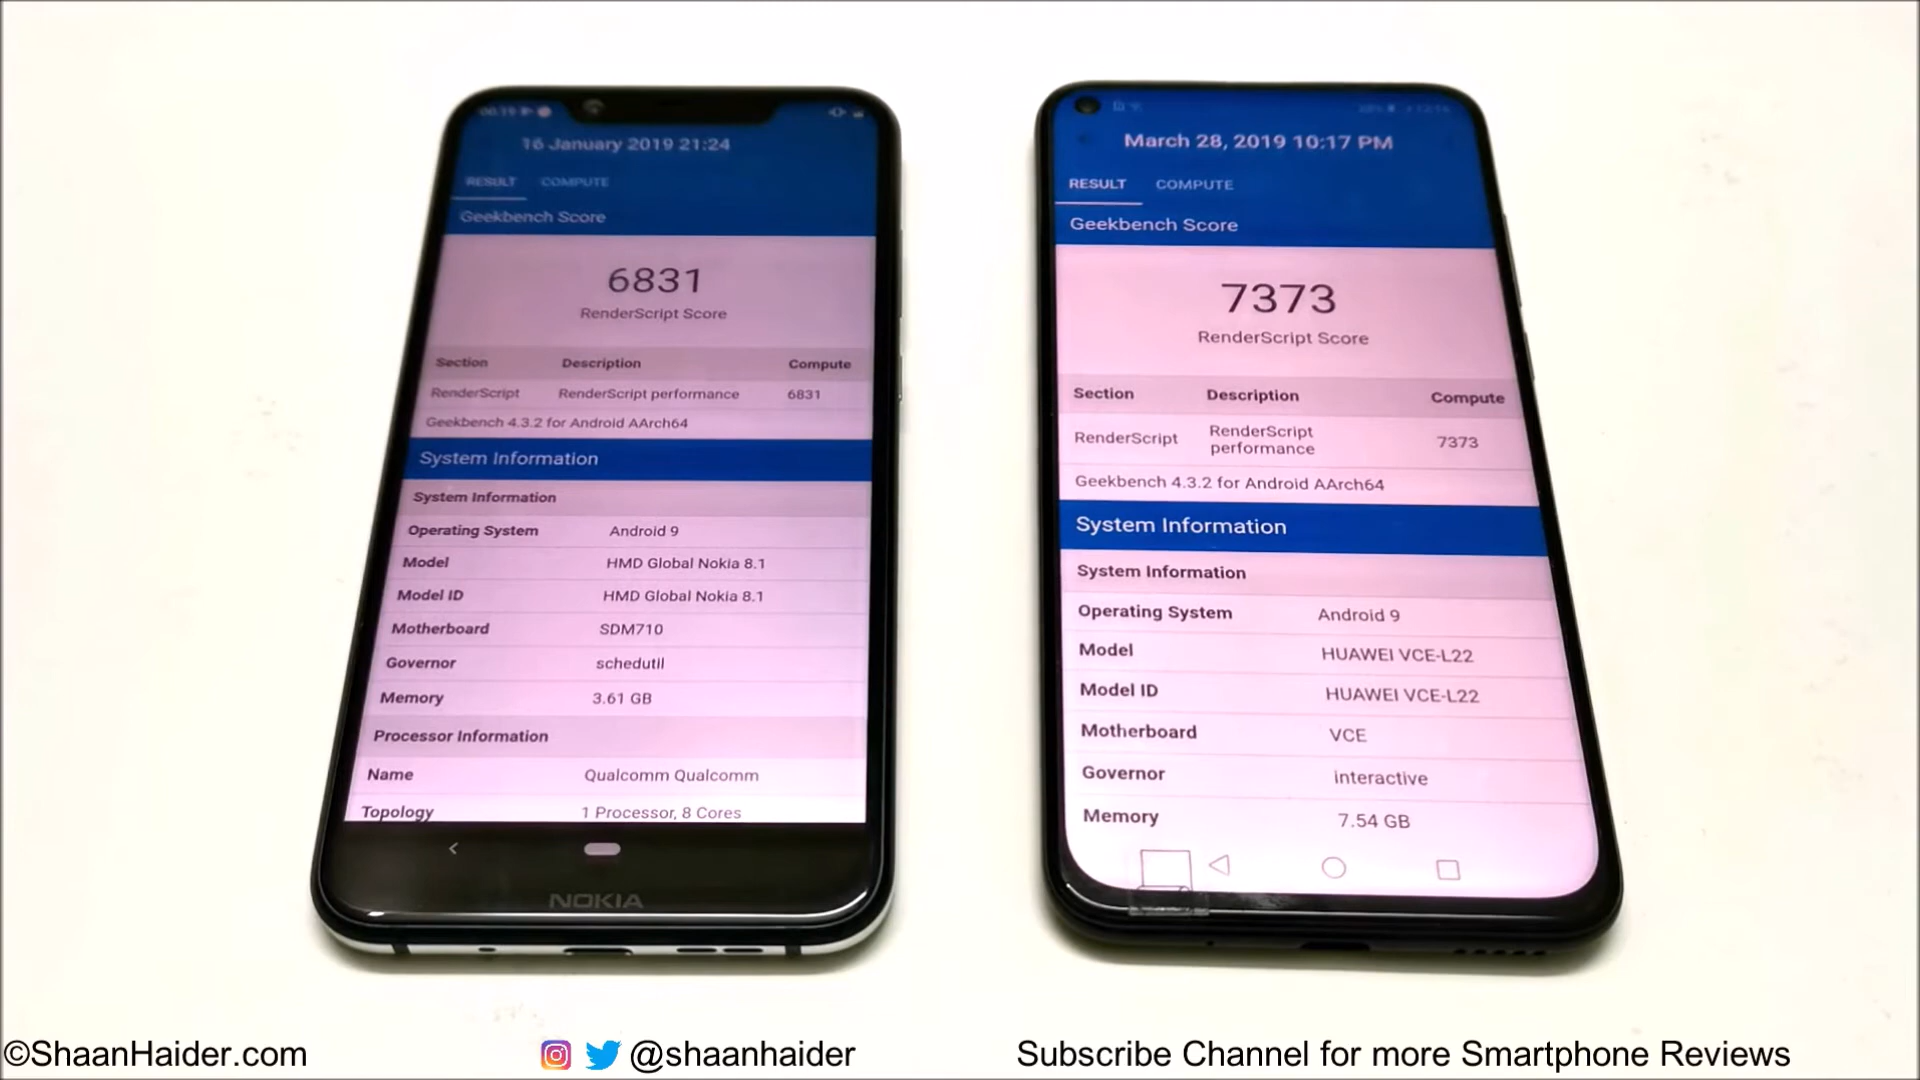 16 January 2019 21:24
RESULT COMPUTE
Geekbench Score
6831
RenderScript Score
Section Description Compute
RenderScript RenderScript performance 6831
Geekbench 4.3.2 for Android AArch64
System Information
System Information
Operating System Android 9
Model HMD Global Nokia 8.1
Model ID HMD Global Nokia 8.1
Motherboard SDM710
Governor schedutil
Memory 3.61 GB
Processor Information
Name Qualcomm Qualcomm
Topology 1 Processor, 8 Cores
NOKIA
March 28, 2019 10:17 PM
RESULT COMPUTE
Geekbench Score
7373
RenderScript Score
Section Description Compute
RenderScript RenderScript performance 7373
Geekbench 4.3.2 for Android AArch64
System Information
System Information
Operating System Android 9
Model HUAWEI VCE-L22
Model ID HUAWEI VCE-L22
Motherboard VCE
Governor interactive
Memory 7.54 GB
©ShaanHaider.com
@shaanhaider
Subscribe Channel for more Smartphone Reviews